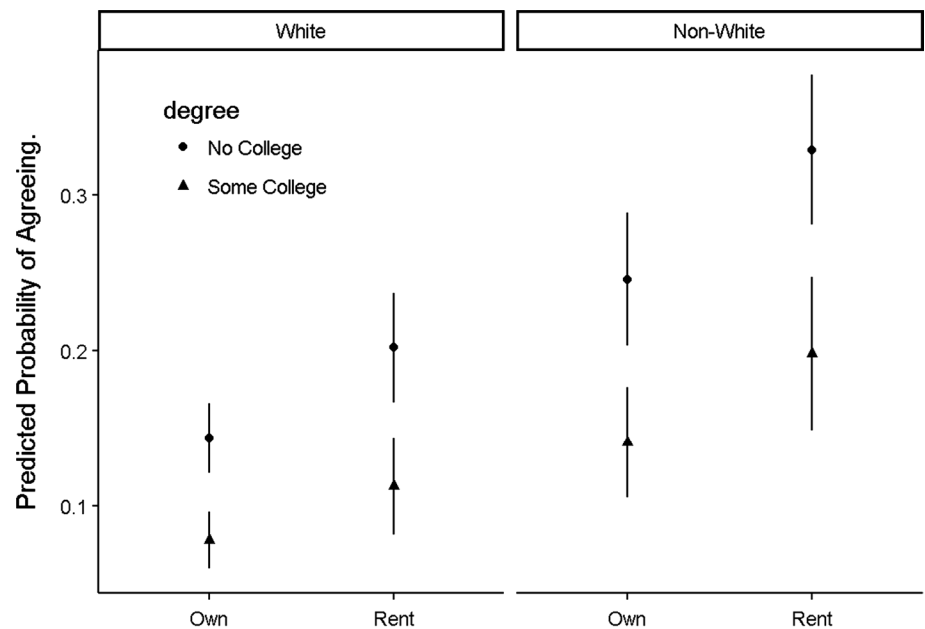 White
Non-White
degree
No College
Some College
Predicted Probability of Agreeing.
0.3
0.2
0.1
Own
Rent
Own
Rent